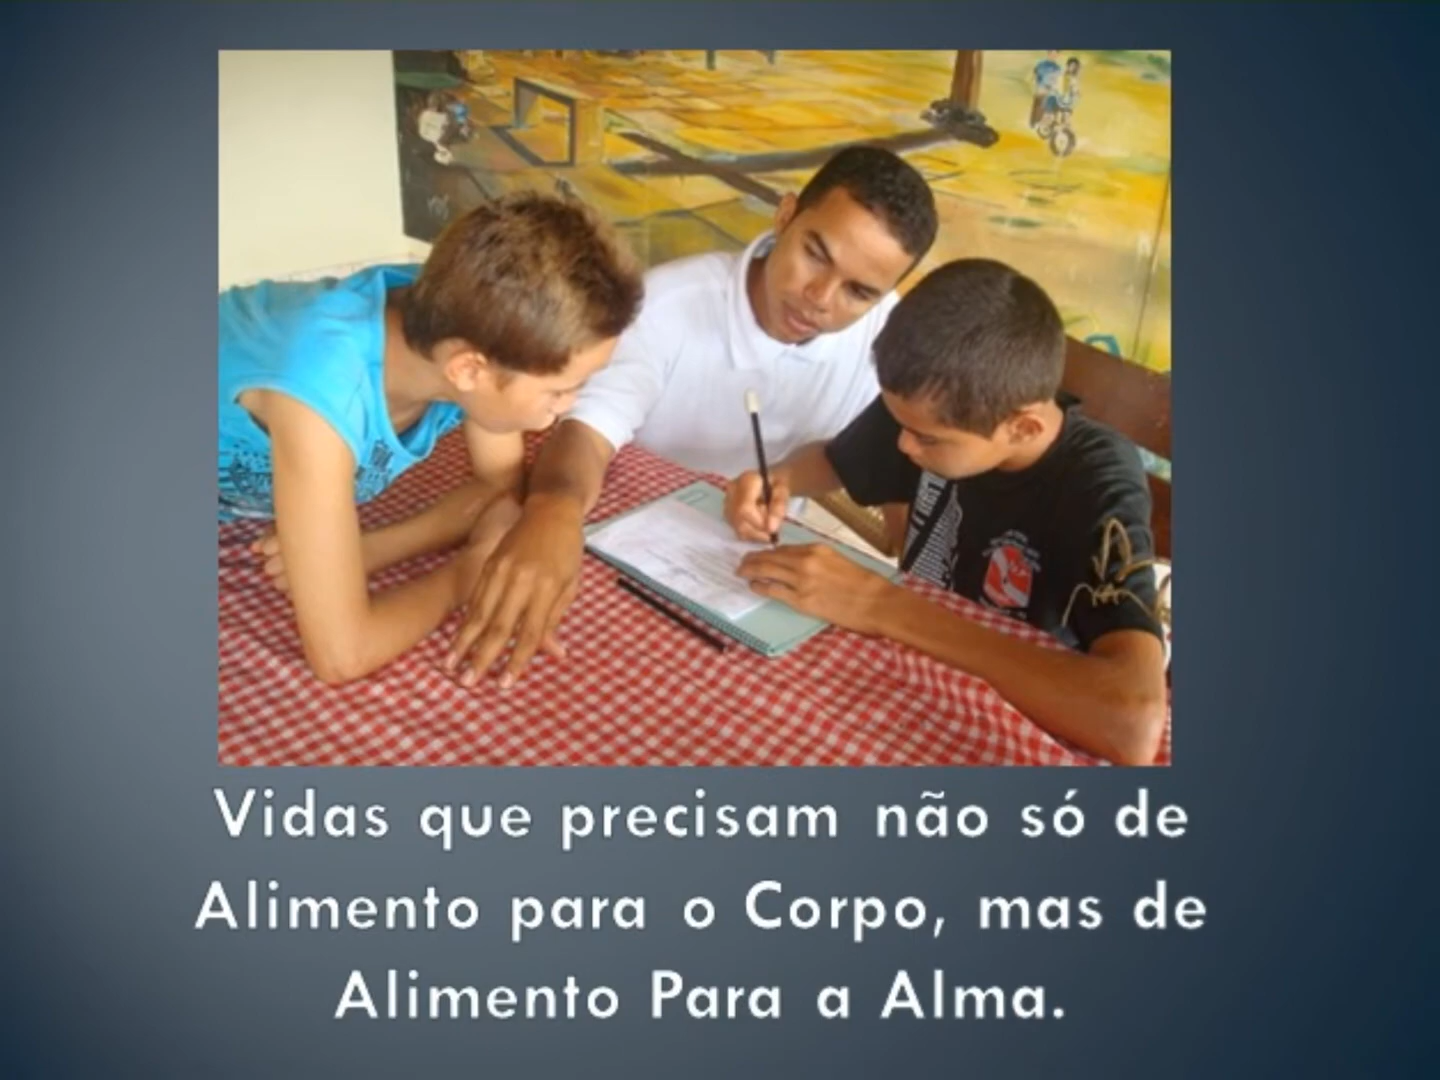 Vidas que precisam não só de
Alimento para o Corpo, mas de
Alimento Para a Alma.